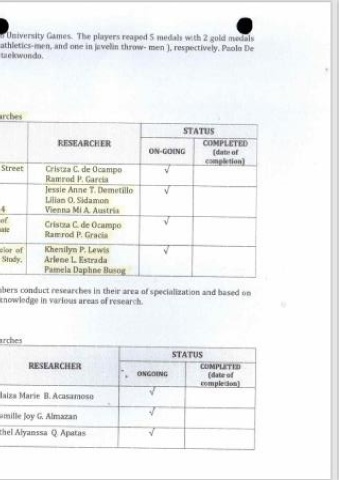 University Games. The players reaped 5 medals with 2 gold medals
athletics-men, and one in javelin throw- men ), respectively. Paolo De
taekwundo.
arches
RESEARCHER
STATUS
ON-GOING
COMPLETED
(date of
completion)
Street
Cristza C. de Ocampo
Ramrod P. Garcia
√
4
Jessie Anne T. Demetillo
Lilian O. Sidamon
Vienna Mi A. Austria
√
of
Cristza C. de Ocampo
Ramrod P. Gracia
√
elor of
Study,
Khenilyn P. Lewis
Arlene L. Estrada
Pamela Daphne Busog
√
nbers conduct researches in their area of specialization and based on
knowledge in various areas of research.
arches
RESEARCHER
STATUS
ONGOING
COMPLETED
(date of
completion)
laiza Marie B. Acasamoso
√
Joy G. Almazan
√
thel Alyanssa Q Apatas
√